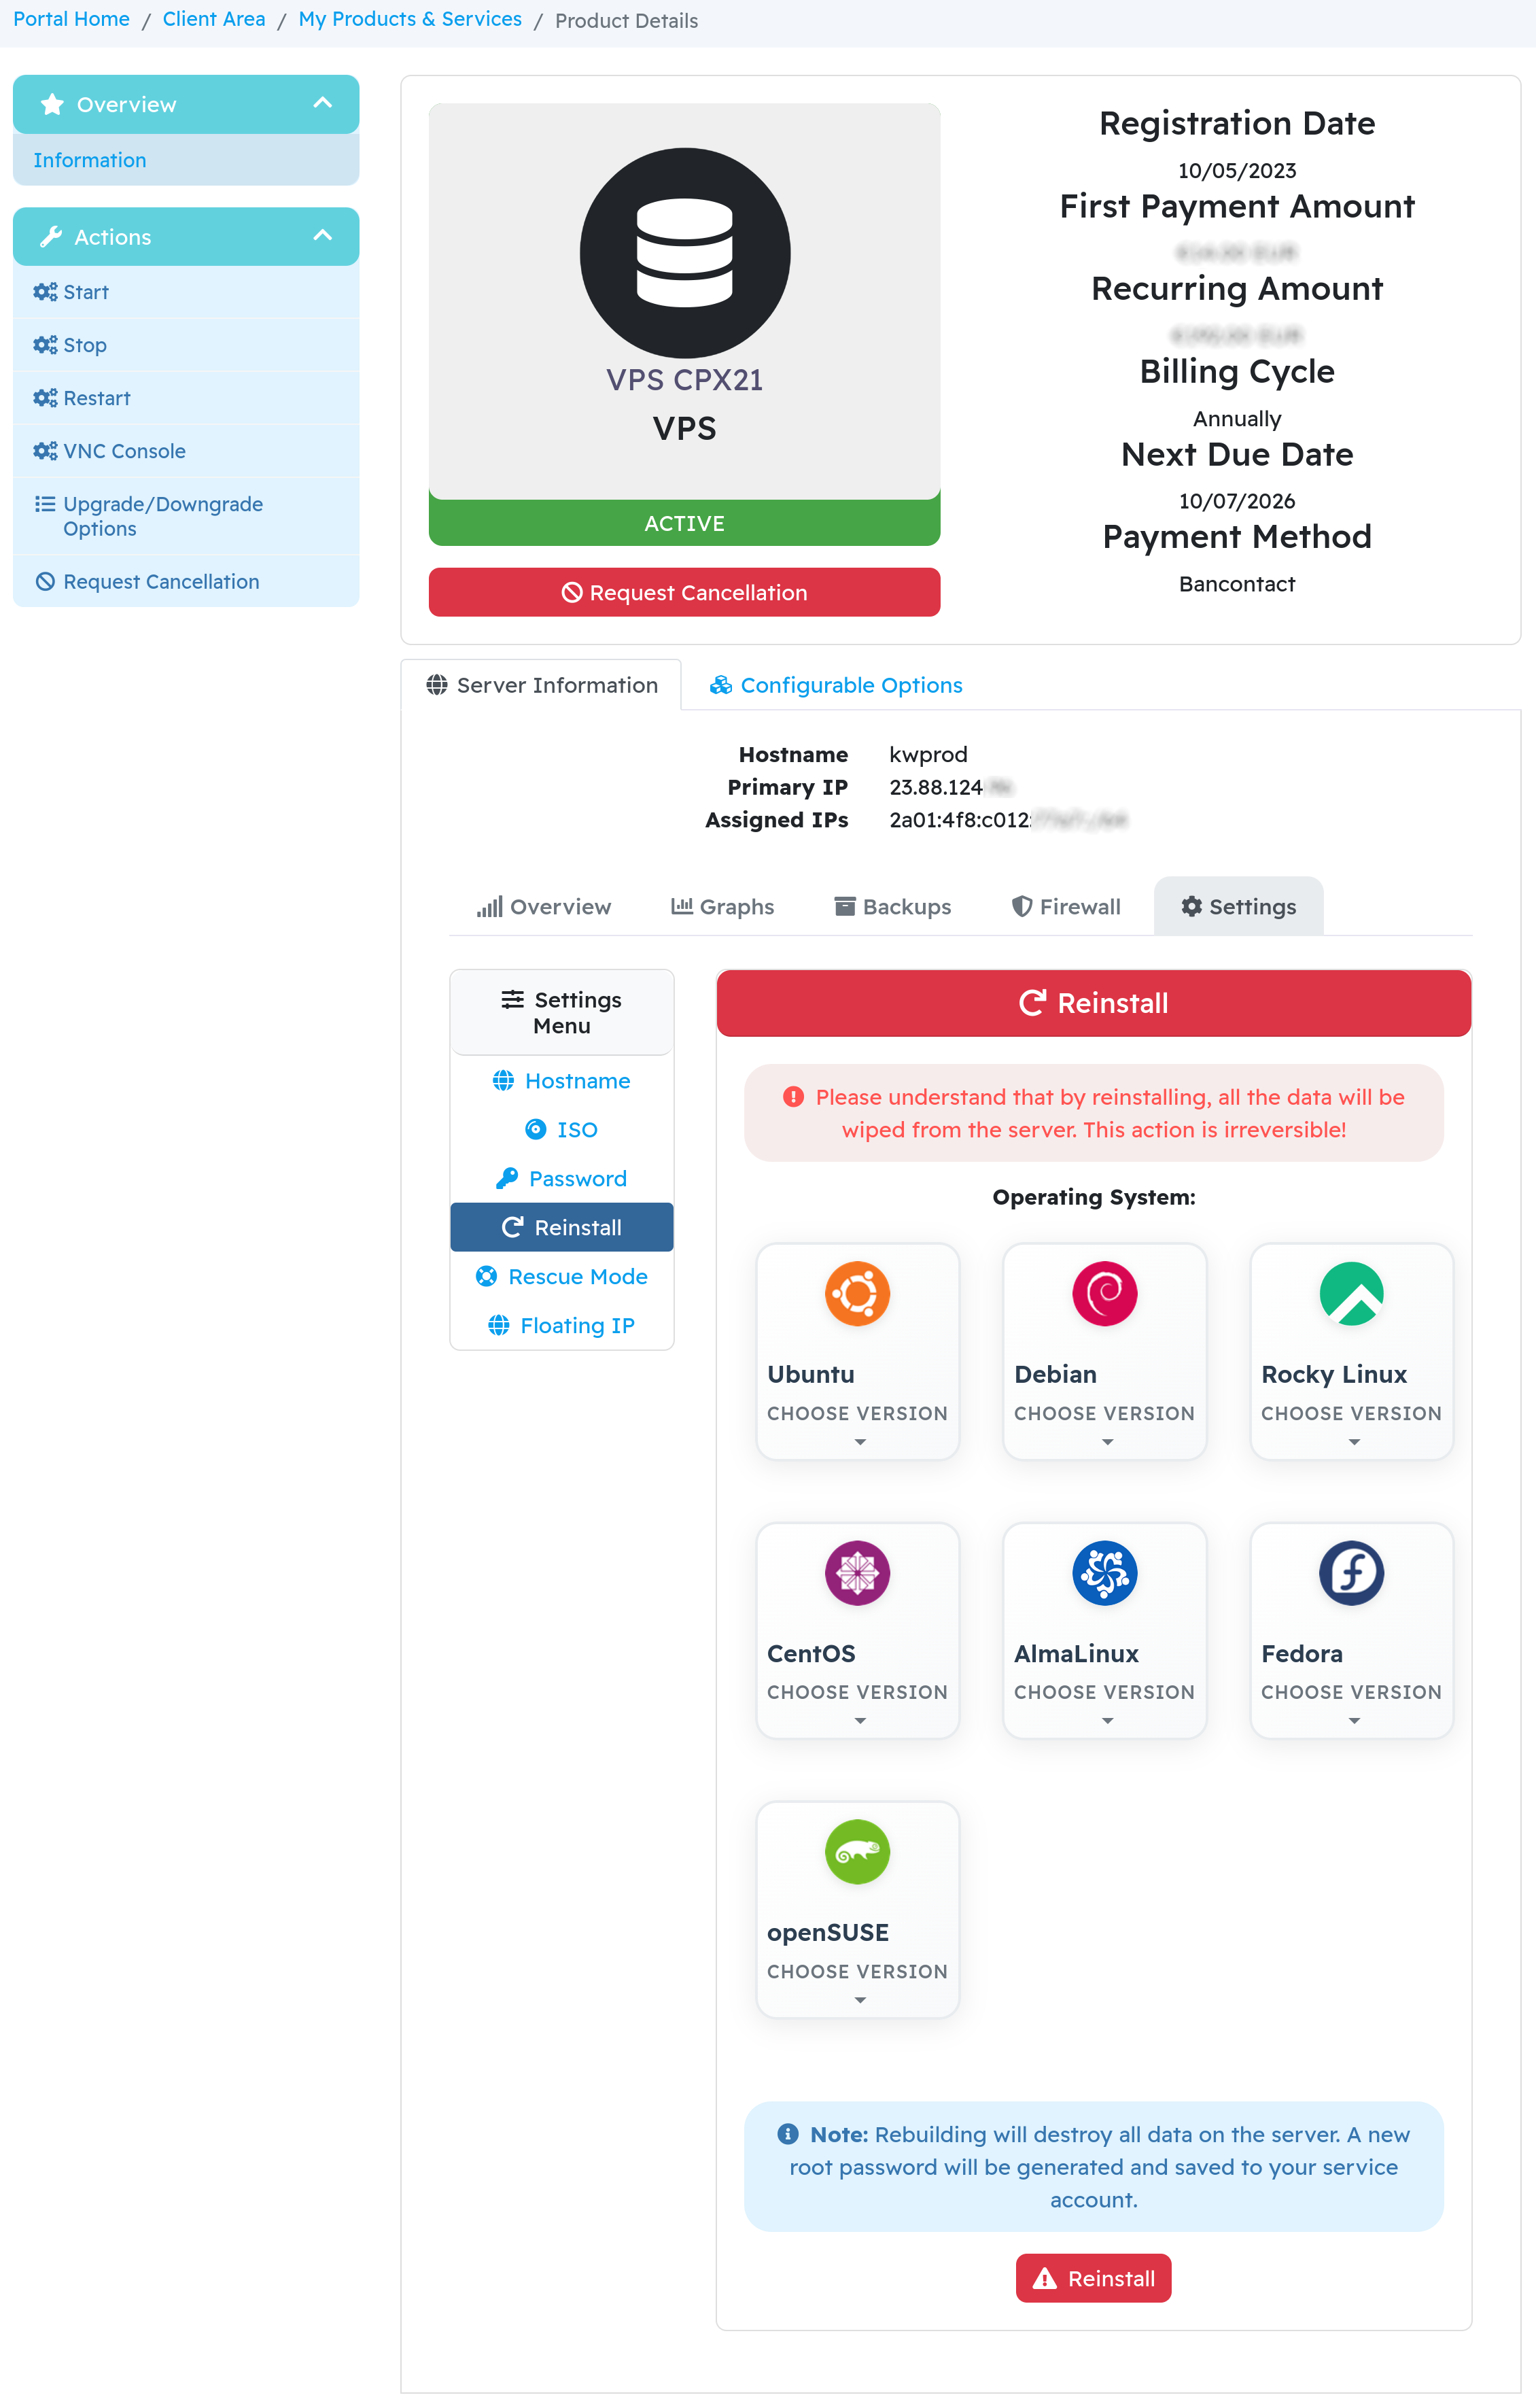 Portal Home / Client Area / My Products & Services / Product Details
Overview
Information
Actions
Start
Stop
Restart
VNC Console
Upgrade/Downgrade
Options
Request Cancellation
VPS CPX21
VPS
ACTIVE
Request Cancellation
Registration Date
10/05/2023
First Payment Amount
Recurring Amount
Billing Cycle
Annually
Next Due Date
10/07/2026
Payment Method
Bancontact
Server Information
Configurable Options
Hostname kwprod
Primary IP 23.88.124
Assigned IPs 2a01:4f8:c012:
Overview Graphs Backups Firewall Settings
Settings
Menu
Hostname
ISO
Password
Reinstall
Rescue Mode
Floating IP
Reinstall
Please understand that by reinstalling, all the data will be
wiped from the server. This action is irreversible!
Operating System:
Ubuntu
CHOOSE VERSION
Debian
CHOOSE VERSION
Rocky Linux
CHOOSE VERSION
CentOS
CHOOSE VERSION
AlmaLinux
CHOOSE VERSION
Fedora
CHOOSE VERSION
openSUSE
CHOOSE VERSION
Note: Rebuilding will destroy all data on the server. A new
root password will be generated and saved to your service
account.
Reinstall